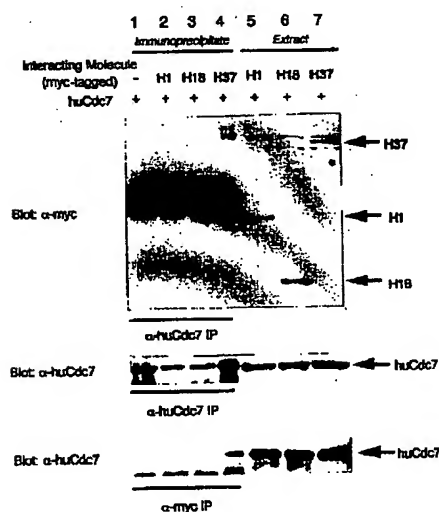 1 2 3 4 5 6 7
Immunoprecipitate Extract
Interacting Molecule
(myc-tagged)
- H1 H18 H37 H1 H18 H37
huCdc7 + + + + + + +
H37
Blot: α-myc
H1
H18
α-huCdc7 IP
Blot: α-huCdc7
huCdc7
α-huCdc7 IP
Blot: α-huCdc7
huCdc7
α-myc IP